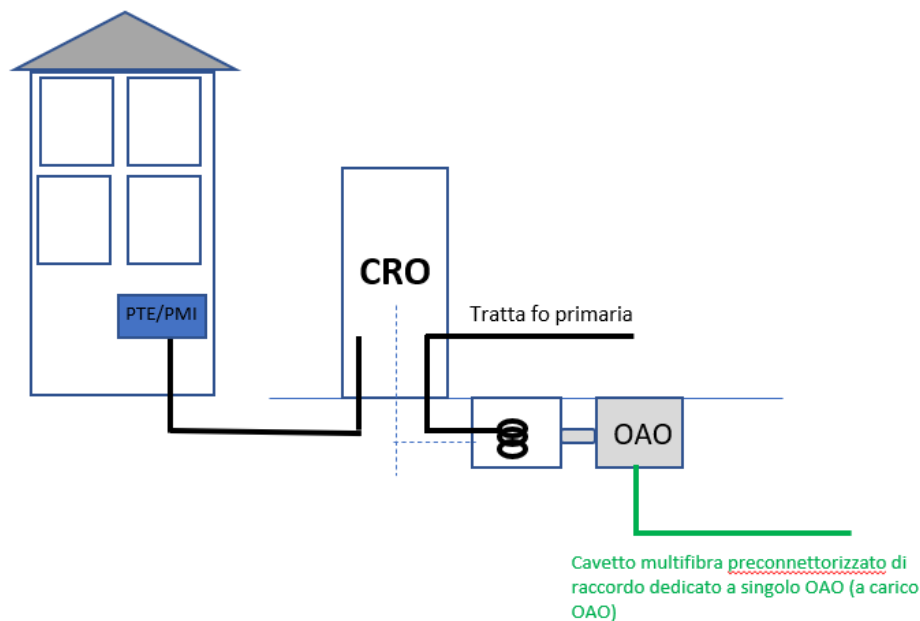 CRO
Tratta fo primaria
PTE/PMI
OAO
Cavetto multifibra preconnettorizzato di
raccordo dedicato a singolo OAO (a carico
OAO)